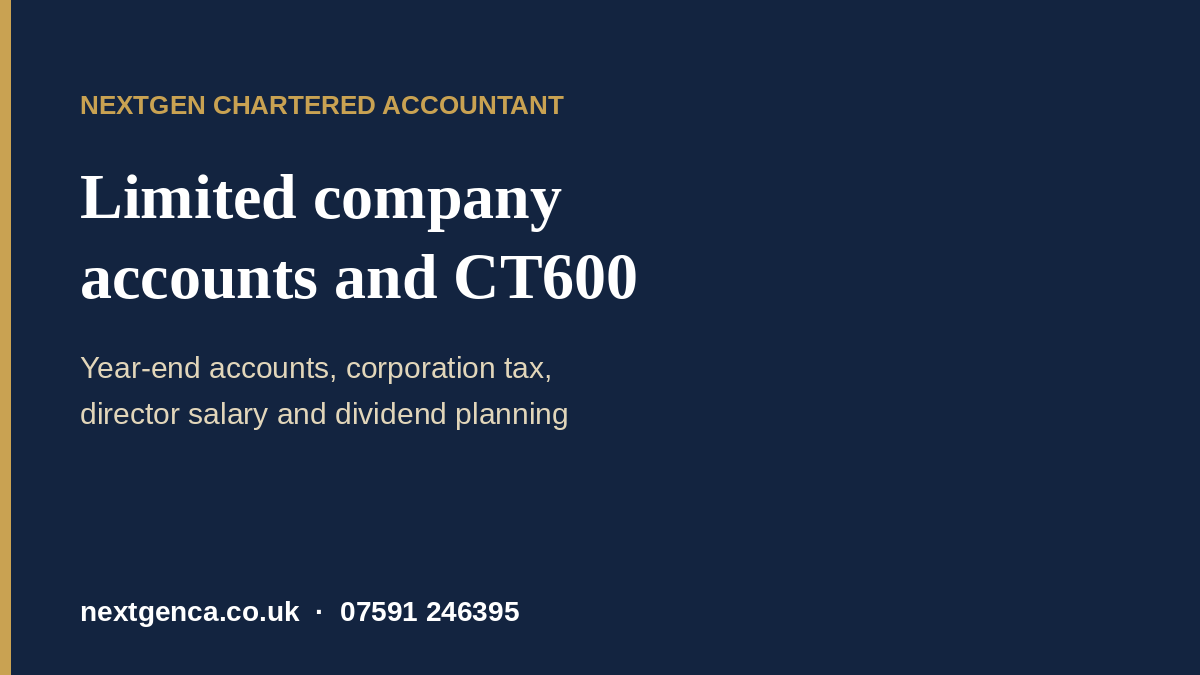 NEXTGEN CHARTERED ACCOUNTANT
Limited company
accounts and CT600
Year-end accounts, corporation tax,
director salary and dividend planning
nextgenca.co.uk · 07591 246395